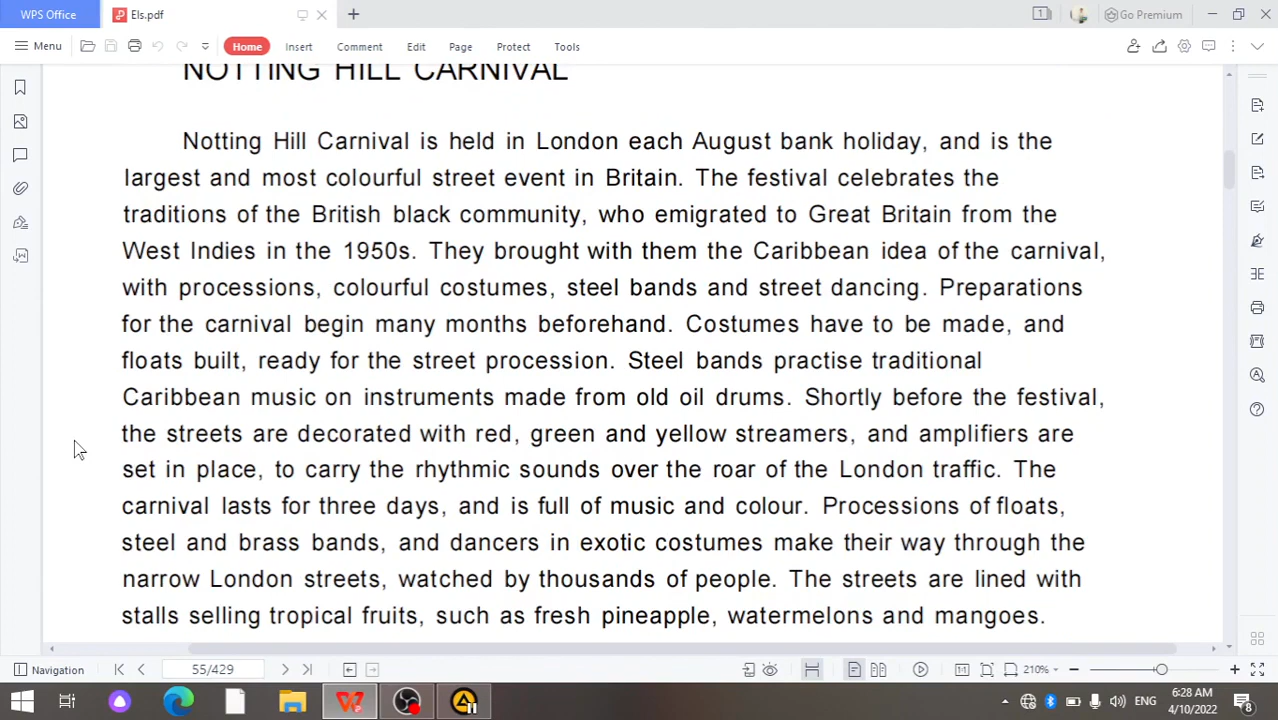 WPS Office
Els.pdf
Go Premium
Menu
Home
Insert
Comment
Edit
Page
Protect
Tools
NOTTING HILL CARNIVAL
Notting Hill Carnival is held in London each August bank holiday, and is the
largest and most colourful street event in Britain. The festival celebrates the
traditions of the British black community, who emigrated to Great Britain from the
West Indies in the 1950s. They brought with them the Caribbean idea of the carnival,
with processions, colourful costumes, steel bands and street dancing. Preparations
for the carnival begin many months beforehand. Costumes have to be made, and
floats built, ready for the street procession. Steel bands practise traditional
Caribbean music on instruments made from old oil drums. Shortly before the festival,
the streets are decorated with red, green and yellow streamers, and amplifiers are
set in place, to carry the rhythmic sounds over the roar of the London traffic. The
carnival lasts for three days, and is full of music and colour. Processions of floats,
steel and brass bands, and dancers in exotic costumes make their way through the
narrow London streets, watched by thousands of people. The streets are lined with
stalls selling tropical fruits, such as fresh pineapple, watermelons and mangoes.
Navigation
55/429
210%
ENG
6:28 AM
4/10/2022
8